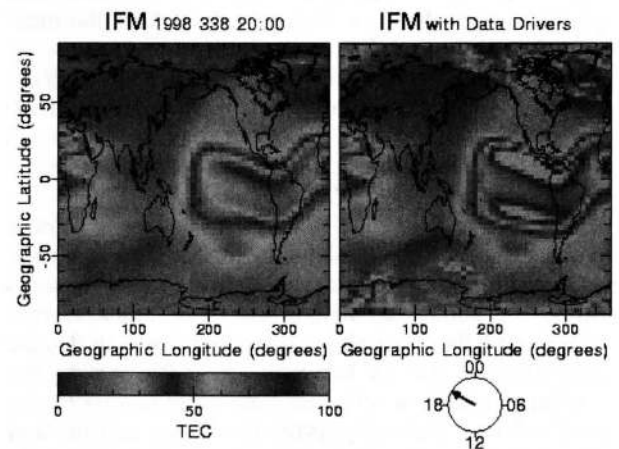 IFM 1998 338 20:00
IFM with Data Drivers
Geographic Latitude (degrees)
50
0
-50
0 100 200 300
0 100 200 300
Geographic Longitude (degrees)
Geographic Longitude (degrees)
0 50 100
TEC
00
18 06
12